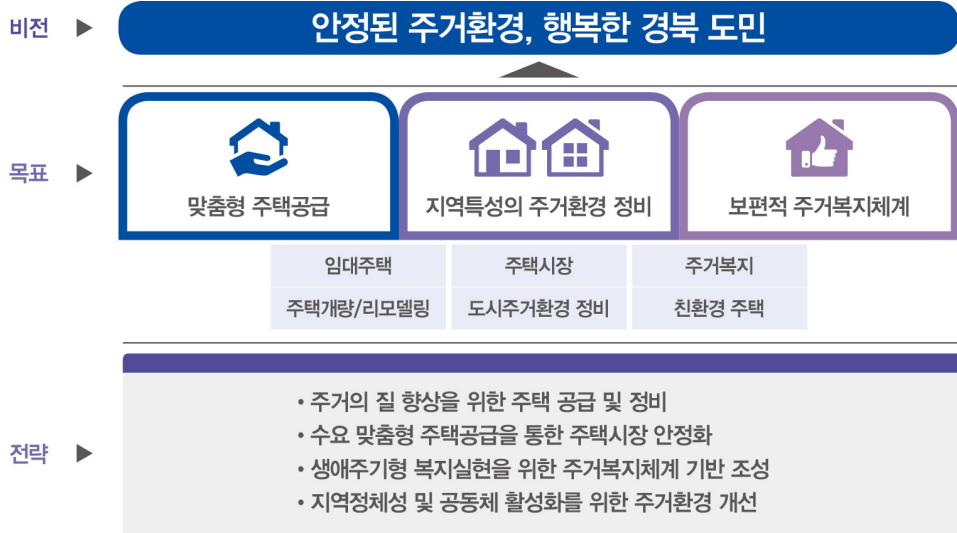 비전 ▶ 안정된 주거환경, 행복한 경북 도민
목표 ▶
맞춤형 주택공급
지역특성의 주거환경 정비
보편적 주거복지체계
임대주택 주택시장 주거복지
주택개량/리모델링 도시주거환경 정비 친환경 주택
전략 ▶
• 주거의 질 향상을 위한 주택 공급 및 정비
• 수요 맞춤형 주택공급을 통한 주택시장 안정화
• 생애주기형 복지실현을 위한 주거복지체계 기반 조성
• 지역정체성 및 공동체 활성화를 위한 주거환경 개선